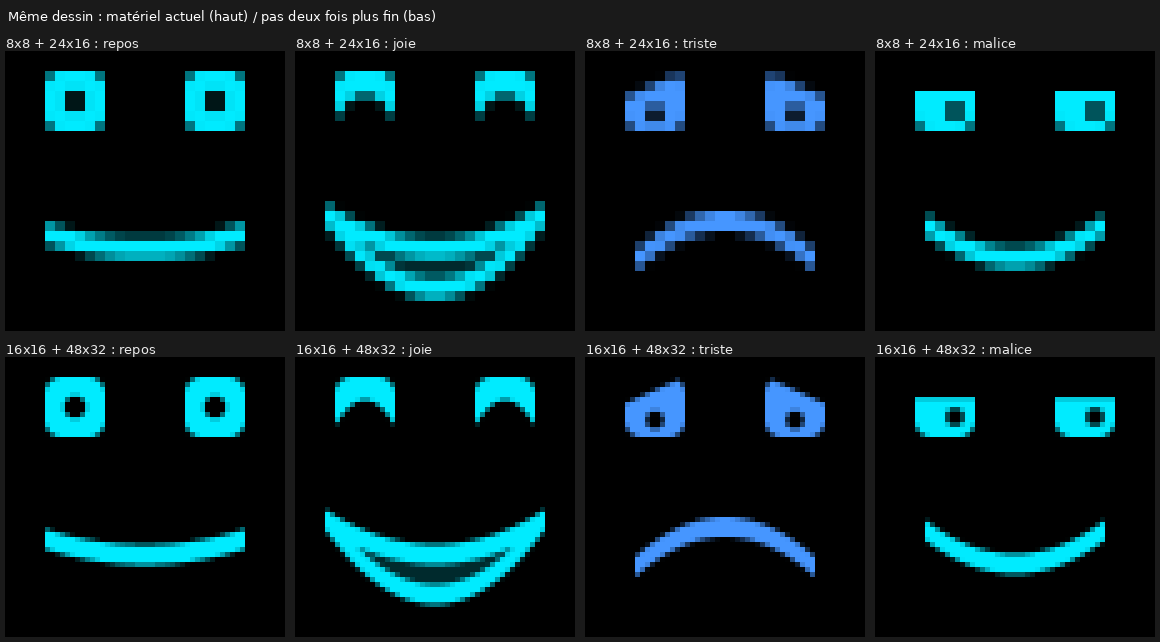 Même dessin : matériel actuel (haut) / pas deux fois plus fin (bas)
8x8 + 24x16 : repos
8x8 + 24x16 : joie
8x8 + 24x16 : triste
8x8 + 24x16 : malice
16x16 + 48x32 : repos
16x16 + 48x32 : joie
16x16 + 48x32 : triste
16x16 + 48x32 : malice